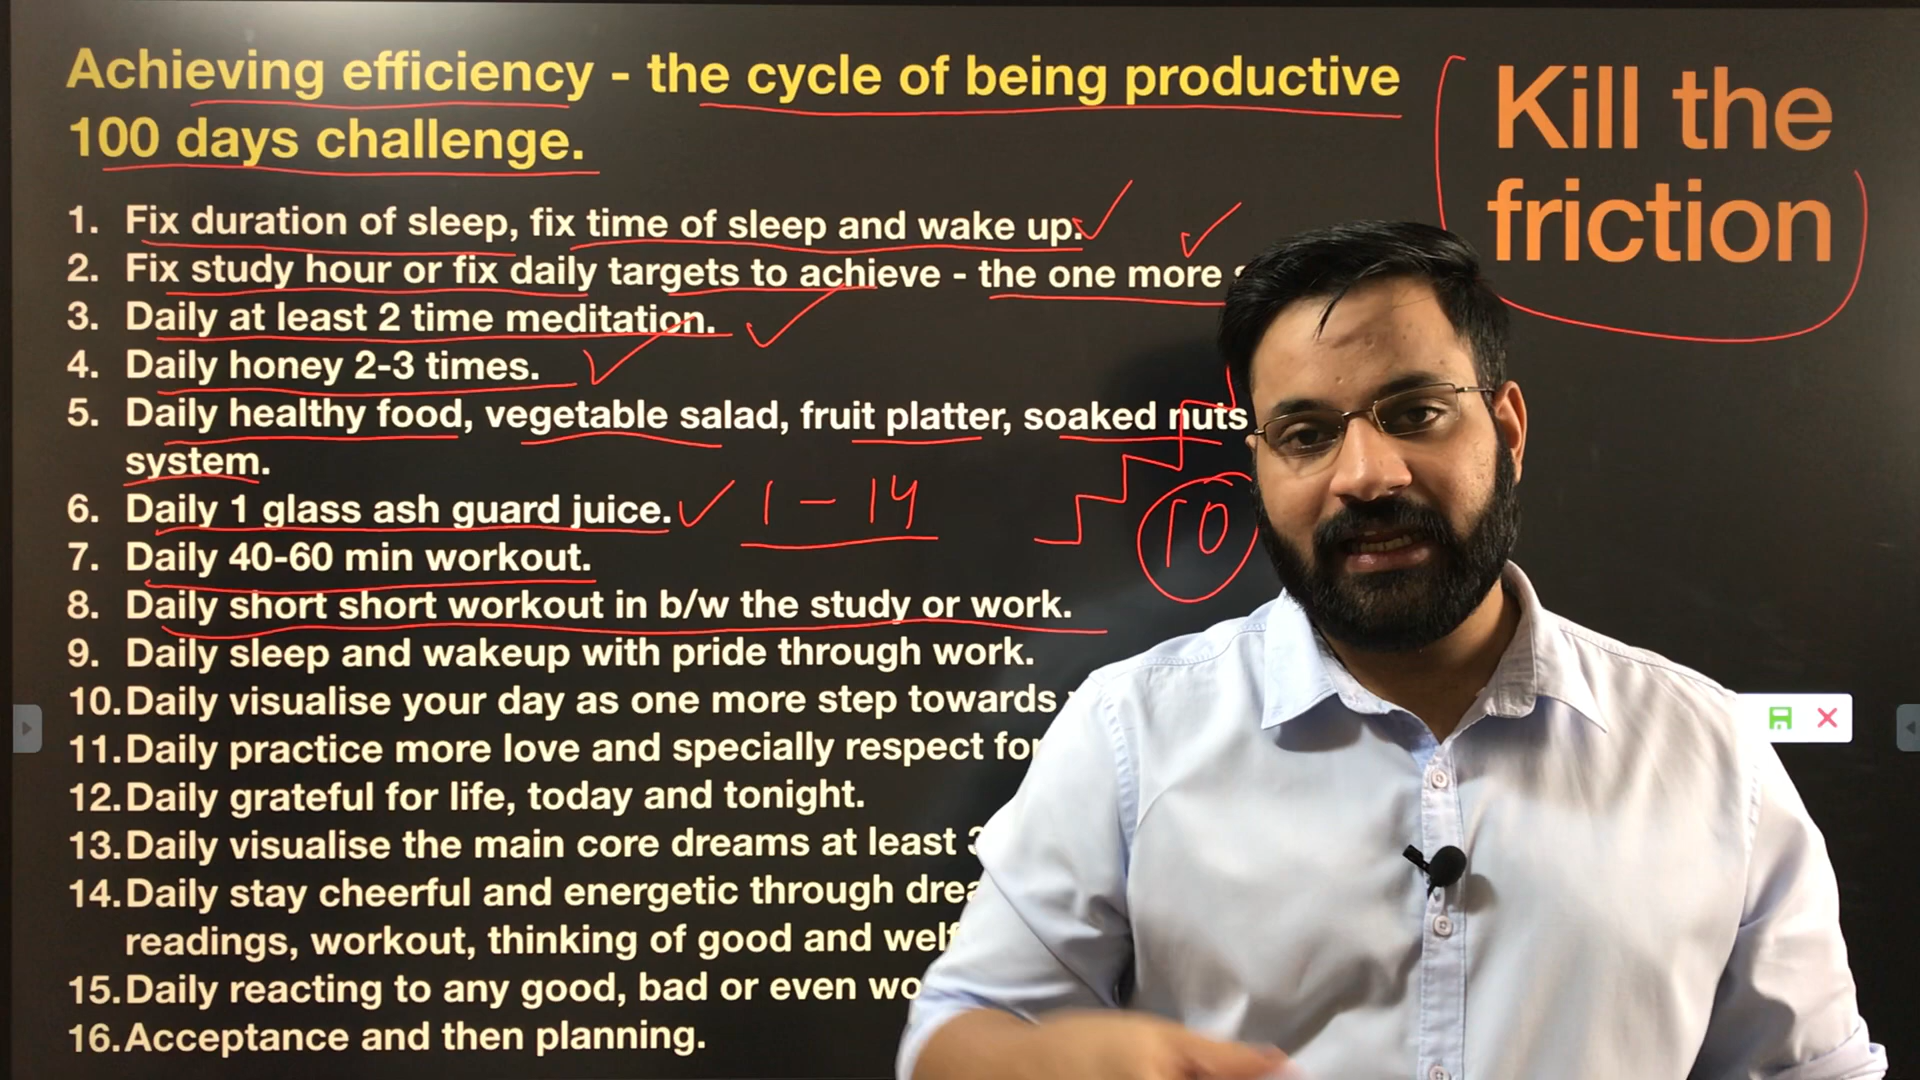 Achieving efficiency - the cycle of being productive
100 days challenge.
Kill the
friction
1. Fix duration of sleep, fix time of sleep and wake up.
2. Fix study hour or fix daily targets to achieve - the one more
3. Daily at least 2 time meditation.
4. Daily honey 2-3 times.
5. Daily healthy food, vegetable salad, fruit platter, soaked nuts
system.
6. Daily 1 glass ash guard juice. 1 - 14
10
7. Daily 40-60 min workout.
8. Daily short short workout in b/w the study or work.
9. Daily sleep and wakeup with pride through work.
10. Daily visualise your day as one more step towards
11. Daily practice more love and specially respect for
12. Daily grateful for life, today and tonight.
13. Daily visualise the main core dreams at least
14. Daily stay cheerful and energetic through
readings, workout, thinking of good and
15. Daily reacting to any good, bad or even
16. Acceptance and then planning.